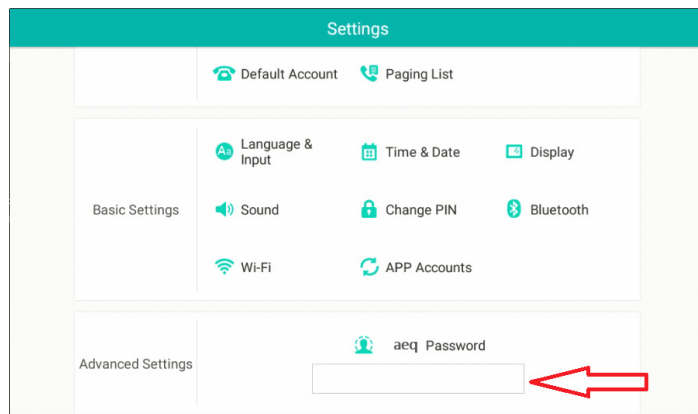 Settings
Default Account
Paging List
Basic Settings
Aa Language &
Input
Time & Date
Display
Sound
Change PIN
Bluetooth
Wi-Fi
APP Accounts
Advanced Settings
aeq Password